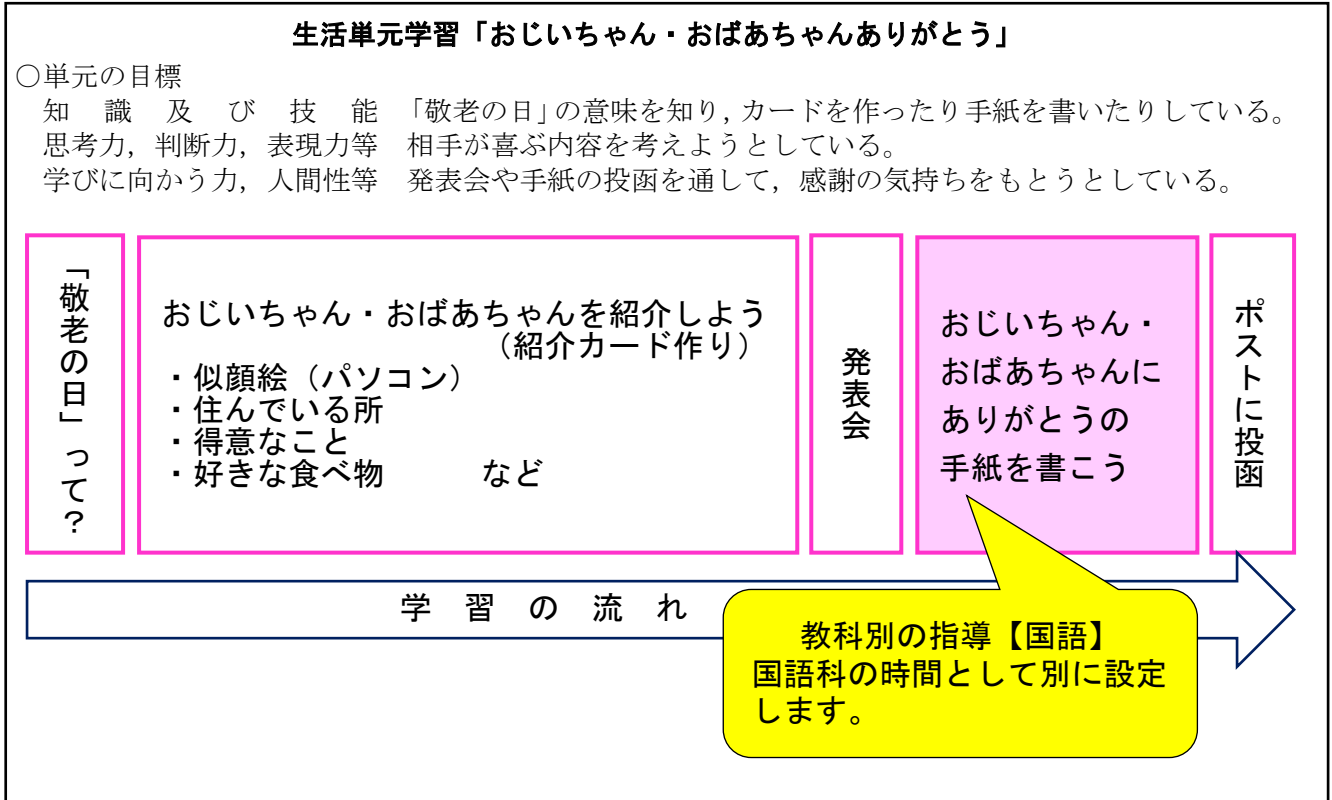 生活単元学習「おじいちゃん・おばあちゃんありがとう」
○単元の目標
知識及び技能 「敬老の日」の意味を知り，カードを作ったり手紙を書いたりしている。
思考力，判断力，表現力等 相手が喜ぶ内容を考えようとしている。
学びに向かう力，人間性等 発表会や手紙の投函を通して，感謝の気持ちをもとうとしている。
「敬老の日」って？
おじいちゃん・おばあちゃんを紹介しよう
（紹介カード作り）
・似顔絵（パソコン）
・住んでいる所
・得意なこと
・好きな食べ物 など
発表会
おじいちゃん・
おばあちゃんに
ありがとうの
手紙を書こう
ポストに投函
学習の流れ
教科別の指導【国語】
国語科の時間として別に設定
します。